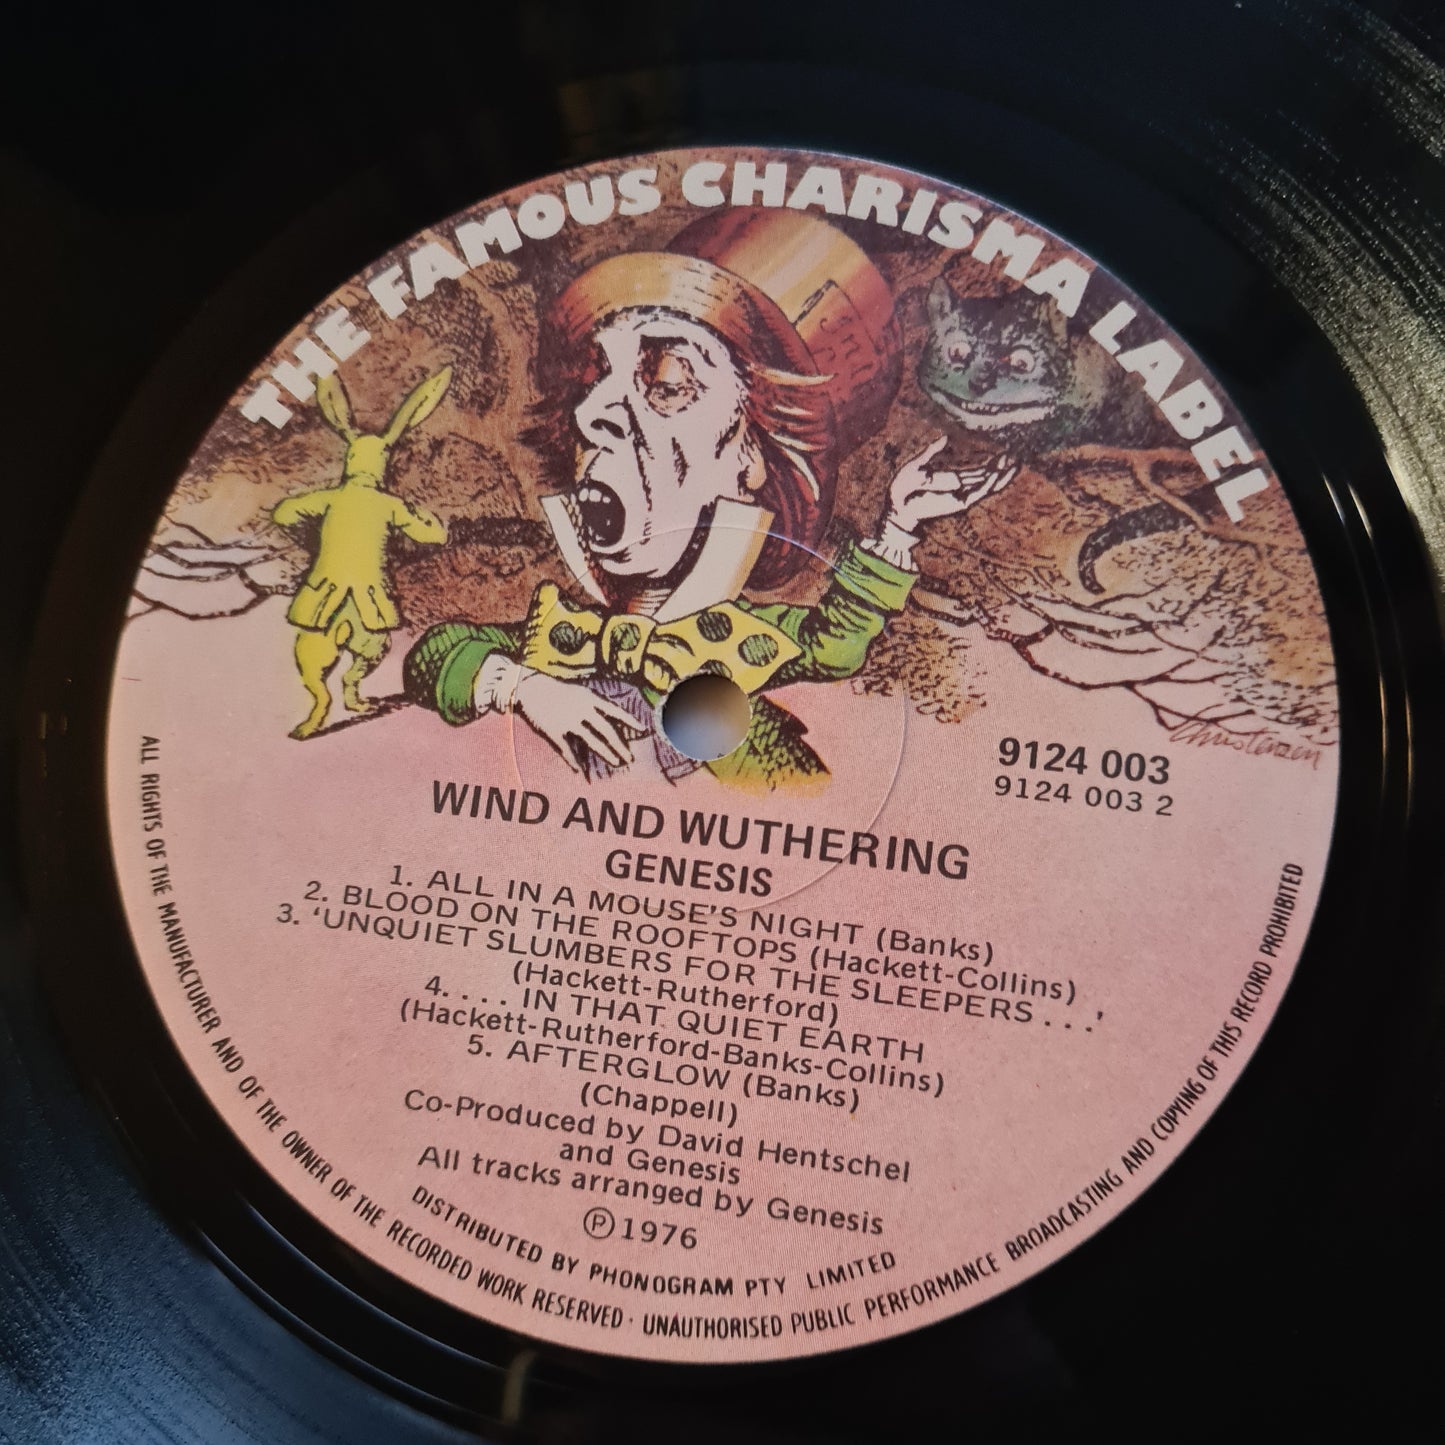 THE FAMOUS CHARISMA LABEL
Christensen
9124 003
9124 003 2
WIND AND WUTHERING
GENESIS
1. ALL IN A MOUSE'S NIGHT (Banks)
2. BLOOD ON THE ROOFTOPS (Hackett-Collins)
3. 'UNQUIET SLUMBERS FOR THE SLEEPERS . . .'
(Hackett-Rutherford)
4. . . . IN THAT QUIET EARTH
(Hackett-Rutherford-Banks-Collins)
5. AFTERGLOW (Banks)
(Chappell)
Co-Produced by David Hentschel
and Genesis
All tracks arranged by Genesis
Ⓟ1976
DISTRIBUTED BY PHONOGRAM PTY LIMITED
ALL RIGHTS OF THE MANUFACTURER AND OF THE OWNER OF THE RECORDED WORK RESERVED · UNAUTHORISED PUBLIC PERFORMANCE BROADCASTING AND COPYING OF THIS RECORD PROHIBITED